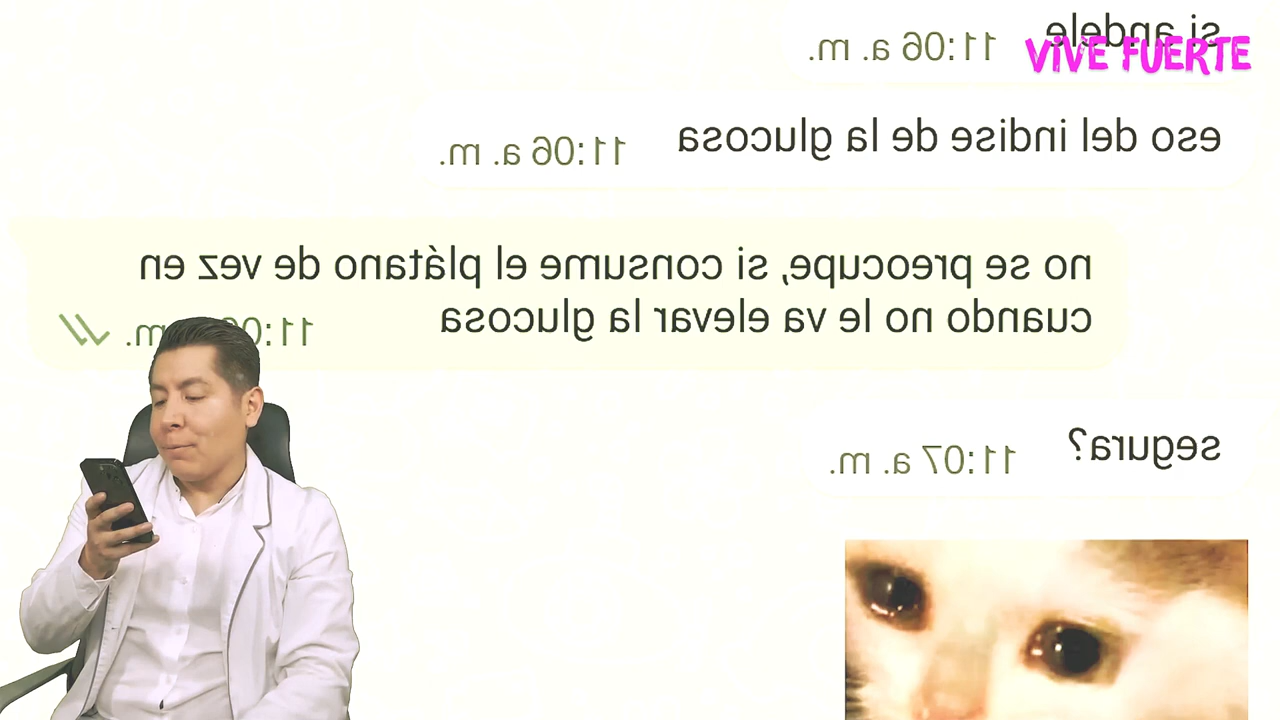 si andele
11:06 a. m.
VIVE FUERTE
eso del indise de la glucosa
11:06 a. m.
no se preocupe, si consume el plátano de vez en
cuando no le va elevar la glucosa
segura?
11:07 a. m.